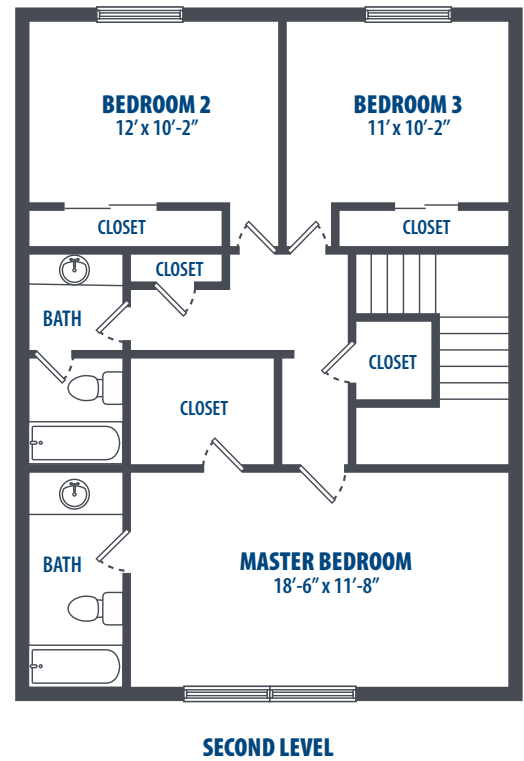 BEDROOM 2
12′ x 10′-2″
BEDROOM 3
11′ x 10′-2″
CLOSET
CLOSET
CLOSET
BATH
CLOSET
CLOSET
BATH
MASTER BEDROOM
18′-6″ x 11′-8″
SECOND LEVEL